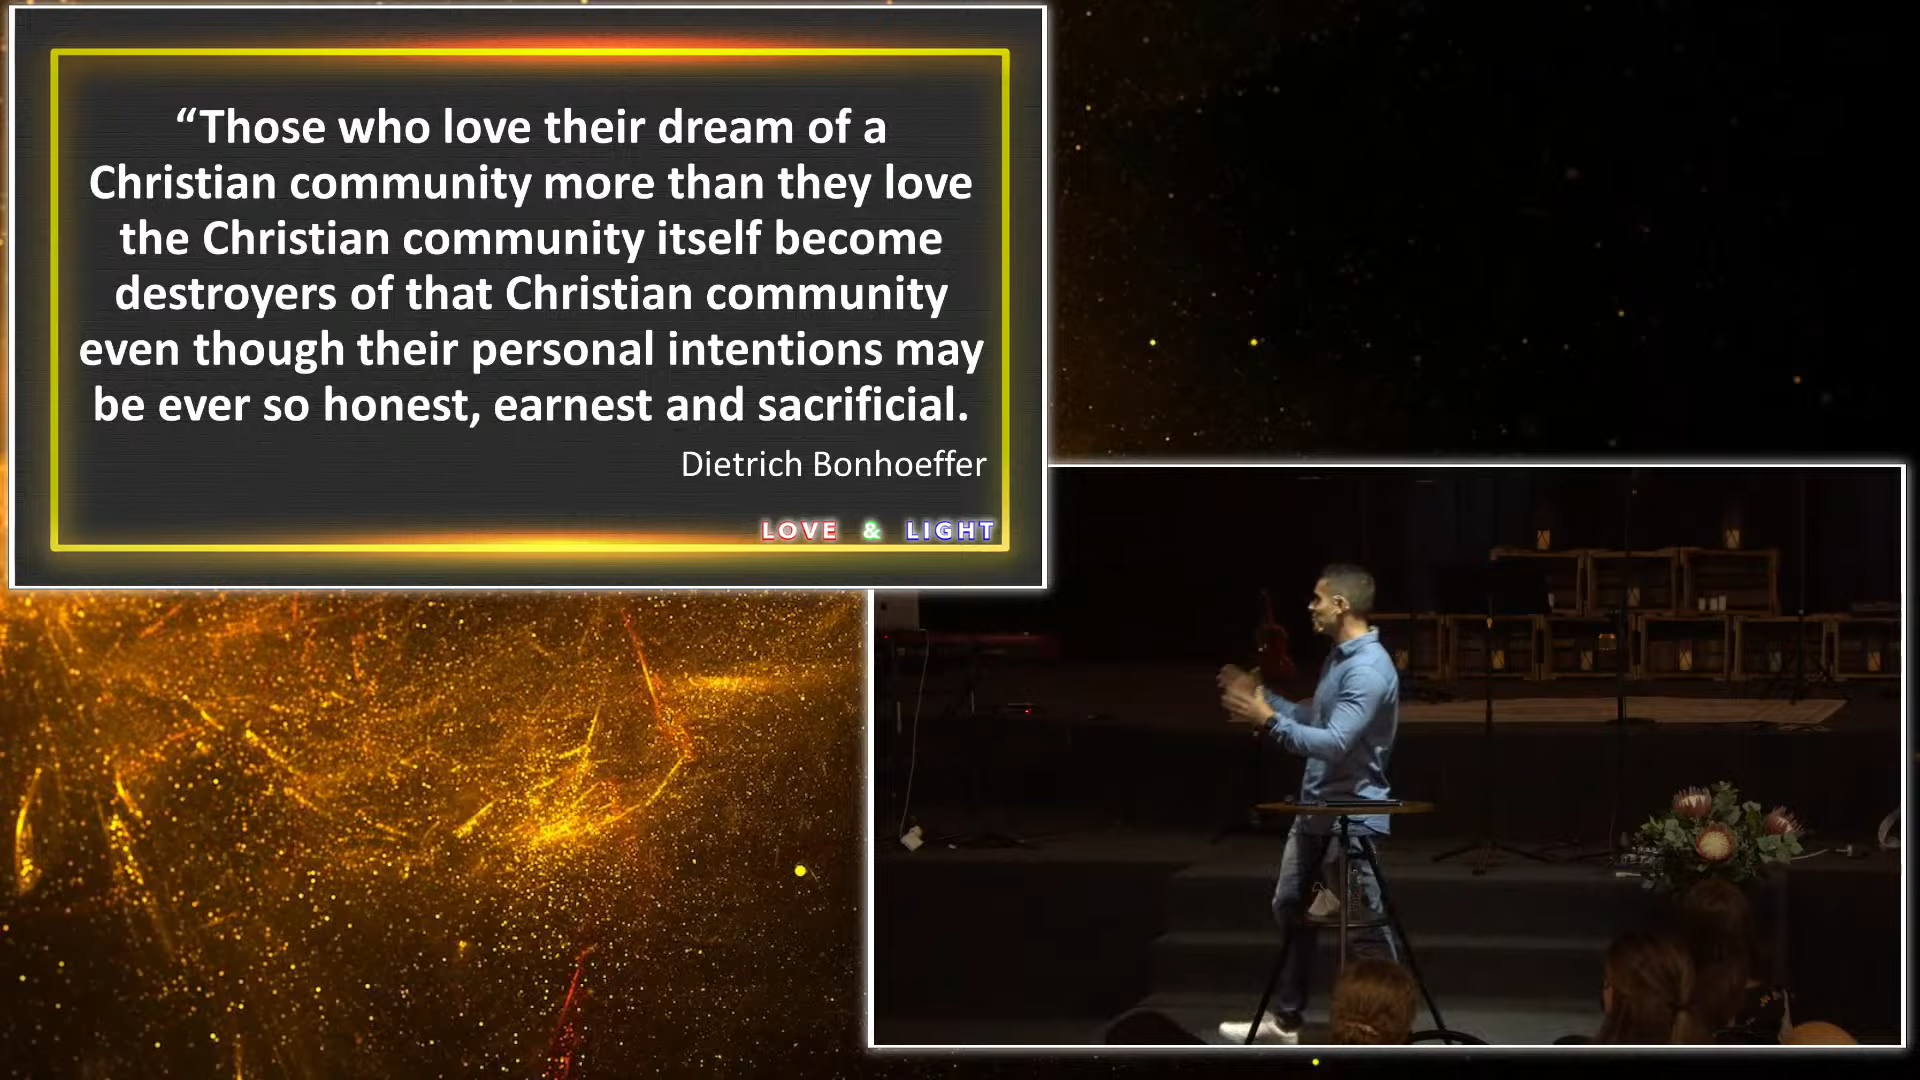 “Those who love their dream of a
Christian community more than they love
the Christian community itself become
destroyers of that Christian community
even though their personal intentions may
be ever so honest, earnest and sacrificial.
Dietrich Bonhoeffer
LOVE & LIGHT